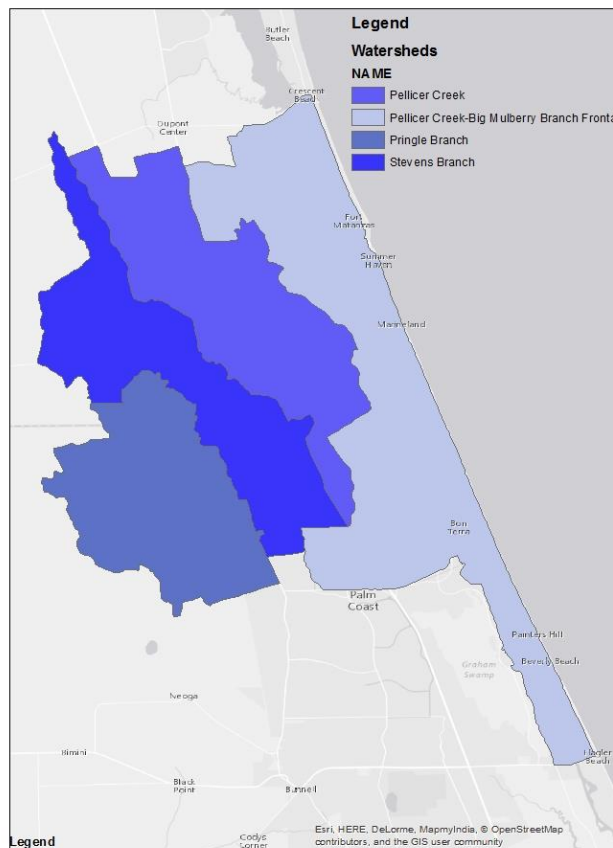 Legend
Watersheds
NAME
Pellicer Creek
Pellicer Creek-Big Mulberry Branch Fronta
Pringle Branch
Stevens Branch
Butler
Beach
Crescent
Beach
Dupont
Center
Fort
Matanzas
Summer
Haven
Marineland
Bon
Terra
Palm
Coast
Painters Hill
Beverly Beach
Graham
Swamp
Neoga
Flagler
Beach
Rimini
Black
Point
Bunnell
Codys
Corner
Esri, HERE, DeLorme, MapmyIndia, © OpenStreetMap
contributors, and the GIS user community
Legend